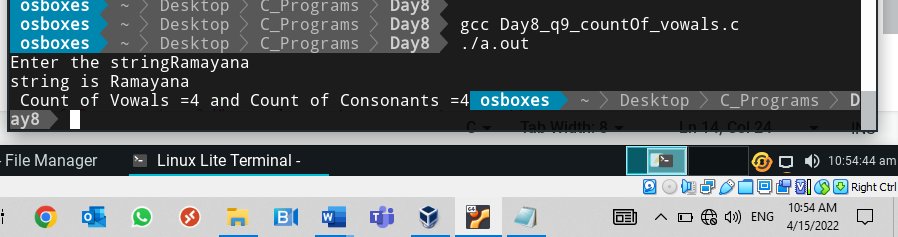 osboxes ~ Desktop C_Programs Day8
osboxes ~ Desktop C_Programs Day8 gcc Day8_q9_countOf_vowals.c
osboxes ~ Desktop C_Programs Day8 ./a.out
Enter the stringRamayana
string is Ramayana
Count of Vowals =4 and Count of Consonants =4 osboxes ~ Desktop C_Programs D
ay8
C Tab Width: 8 Ln 14, Col 24 INS
- File Manager Linux Lite Terminal - 10:54:44 am
Right Ctrl
ENG 10:54 AM
4/15/2022